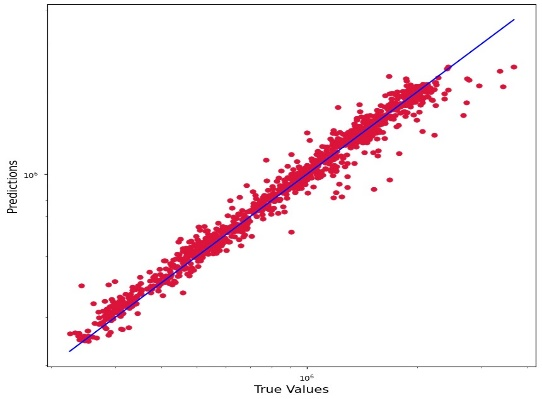 Predictions
10⁶
10⁶
True Values